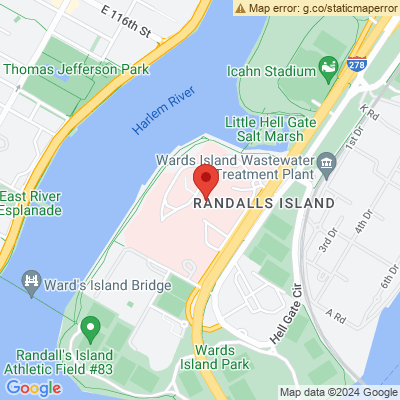 Map error: g.co/staticmaperror
E 116th St
278
Thomas Jefferson Park
Icahn Stadium
Harlem River
K Rd
Little Hell Gate
Salt Marsh
1st Dr
Wards Island Wastewater
Treatment Plant
East River
Esplanade
RANDALLS ISLAND
4th Dr
3rd Dr
6th Dr
Ward's Island Bridge
Hell Gate Cir
A Rd
Randall's Island
Athletic Field #83
Wards
Island Park
Google
Map data ©2024 Google